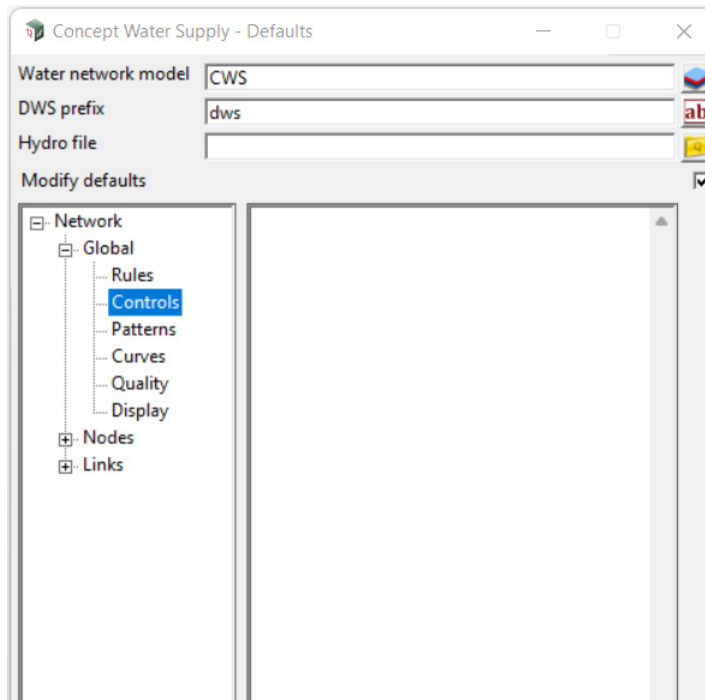 Concept Water Supply - Defaults
Water network model CWS
DWS prefix dws
ab
Hydro file
Q
Modify defaults
Network
Global
Rules
Controls
Patterns
Curves
Quality
Display
Nodes
Links